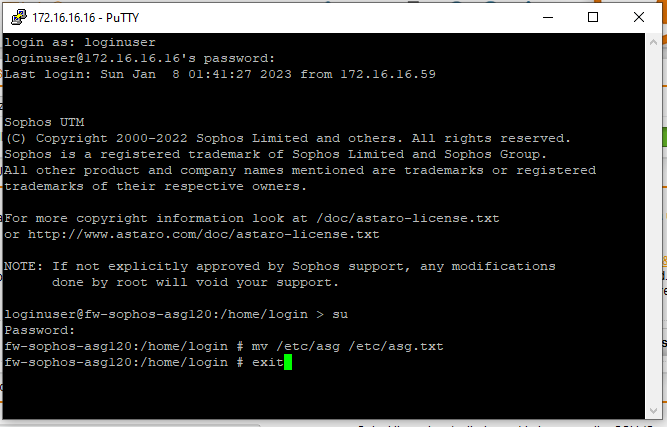 172.16.16.16 - PuTTY
login as: loginuser
loginuser@172.16.16.16's password:
Last login: Sun Jan  8 01:41:27 2023 from 172.16.16.59
Sophos UTM
(C) Copyright 2000-2022 Sophos Limited and others. All rights reserved.
Sophos is a registered trademark of Sophos Limited and Sophos Group.
All other product and company names mentioned are trademarks or registered
trademarks of their respective owners.
For more copyright information look at /doc/astaro-license.txt
or http://www.astaro.com/doc/astaro-license.txt
NOTE: If not explicitly approved by Sophos support, any modifications
      done by root will void your support.
loginuser@fw-sophos-asg120:/home/login > su
Password:
fw-sophos-asg120:/home/login # mv /etc/asg /etc/asg.txt
fw-sophos-asg120:/home/login # exit